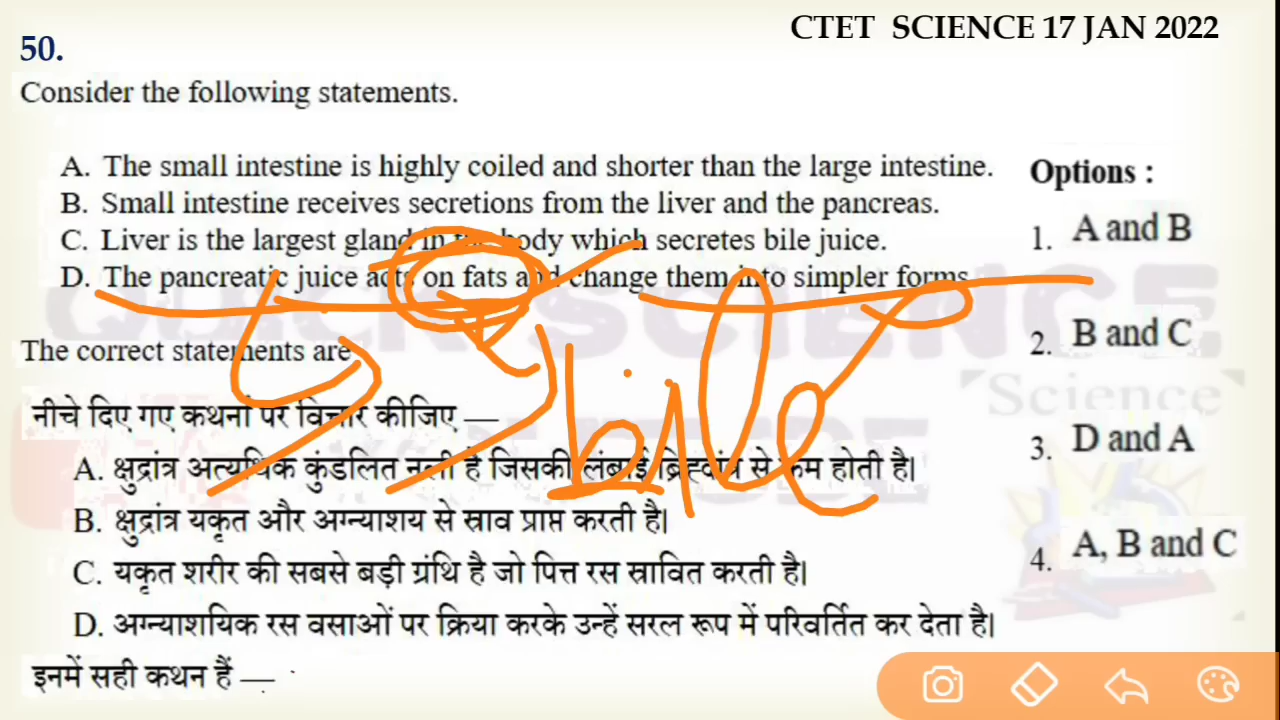 CTET SCIENCE 17 JAN 2022
50.
Consider the following statements.
A. The small intestine is highly coiled and shorter than the large intestine.
B. Small intestine receives secretions from the liver and the pancreas.
C. Liver is the largest gland in the body which secretes bile juice.
D. The pancreatic juice acts on fats and change them into simpler forms
The correct statements are
Options :
1. A and B
2. B and C
3. D and A
4. A, B and C
bile
Science
नीचे दिए गए कथनों पर विचार कीजिए —
A. क्षुद्रांत्र अत्यधिक कुंडलित नली है जिसकी लंबाई बृहदांत्र से कम होती है।
B. क्षुद्रांत्र यकृत और अग्न्याशय से स्राव प्राप्त करती है।
C. यकृत शरीर की सबसे बड़ी ग्रंथि है जो पित्त रस स्रावित करती है।
D. अग्न्याशयिक रस वसाओं पर क्रिया करके उन्हें सरल रूप में परिवर्तित कर देता है।
इनमें सही कथन हैं —